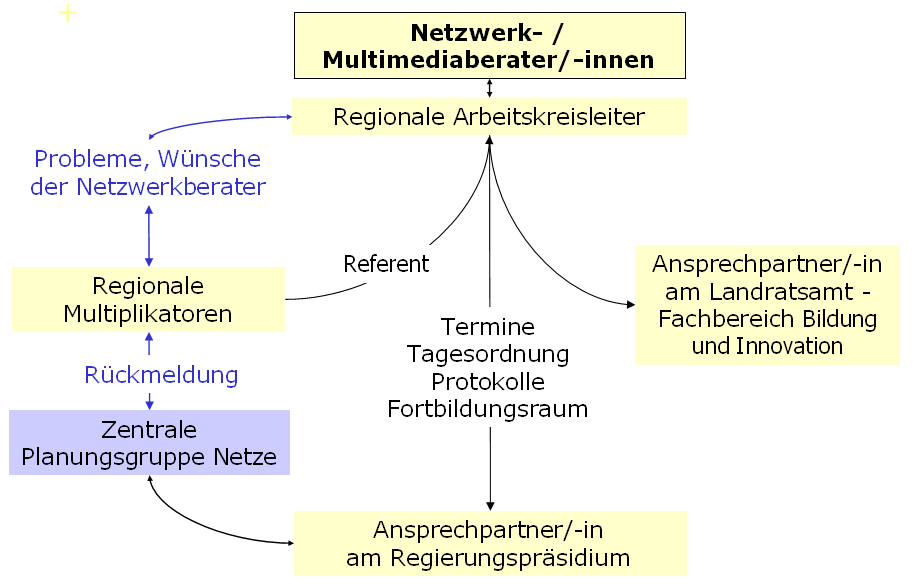 +
Netzwerk- /
Multimediaberater/-innen
Regionale Arbeitskreisleiter
Probleme, Wünsche
der Netzwerkberater
Referent
Regionale
Multiplikatoren
Ansprechpartner/-in
am Landratsamt -
Fachbereich Bildung
und Innovation
Termine
Tagesordnung
Protokolle
Fortbildungsraum
Rückmeldung
Zentrale
Planungsgruppe Netze
Ansprechpartner/-in
am Regierungspräsidium